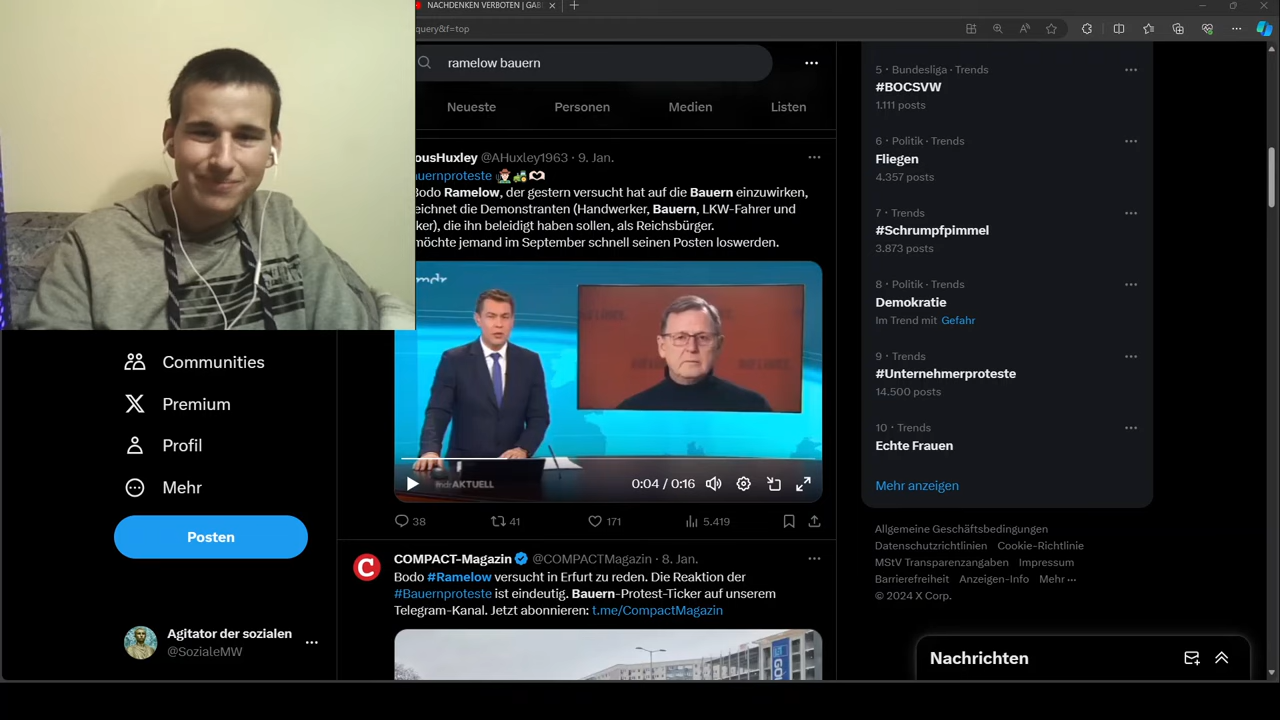 NACHDENKEN VERBOTEN | GAB
query&f=top
ramelow bauern
Neueste
Personen
Medien
Listen
ousHuxley @AHuxley1963 · 9. Jan.
auernproteste
Bodo Ramelow, der gestern versucht hat auf die Bauern einzuwirken,
eichnet die Demonstranten (Handwerker, Bauern, LKW-Fahrer und
ker), die ihn beleidigt haben sollen, als Reichsbürger.
möchte jemand im September schnell seinen Posten loswerden.
mdr
mdrAKTUELL
0:04 / 0:16
38
41
171
5.419
COMPACT-Magazin @COMPACTMagazin · 8. Jan.
Bodo #Ramelow versucht in Erfurt zu reden. Die Reaktion der
#Bauernproteste ist eindeutig. Bauern-Protest-Ticker auf unserem
Telegram-Kanal. Jetzt abonnieren: t.me/CompactMagazin
Communities
Premium
Profil
Mehr
Posten
Agitator der sozialen
@SozialeMW
5 · Bundesliga · Trends
#BOCSVW
1.111 posts
6 · Politik · Trends
Fliegen
4.357 posts
7 · Trends
#Schrumpfpimmel
3.873 posts
8 · Politik · Trends
Demokratie
Im Trend mit Gefahr
9 · Trends
#Unternehmerproteste
14.500 posts
10 · Trends
Echte Frauen
Mehr anzeigen
Allgemeine Geschäftsbedingungen
Datenschutzrichtlinien Cookie-Richtlinie
MStV Transparenzangaben Impressum
Barrierefreiheit Anzeigen-Info Mehr ···
© 2024 X Corp.
Nachrichten